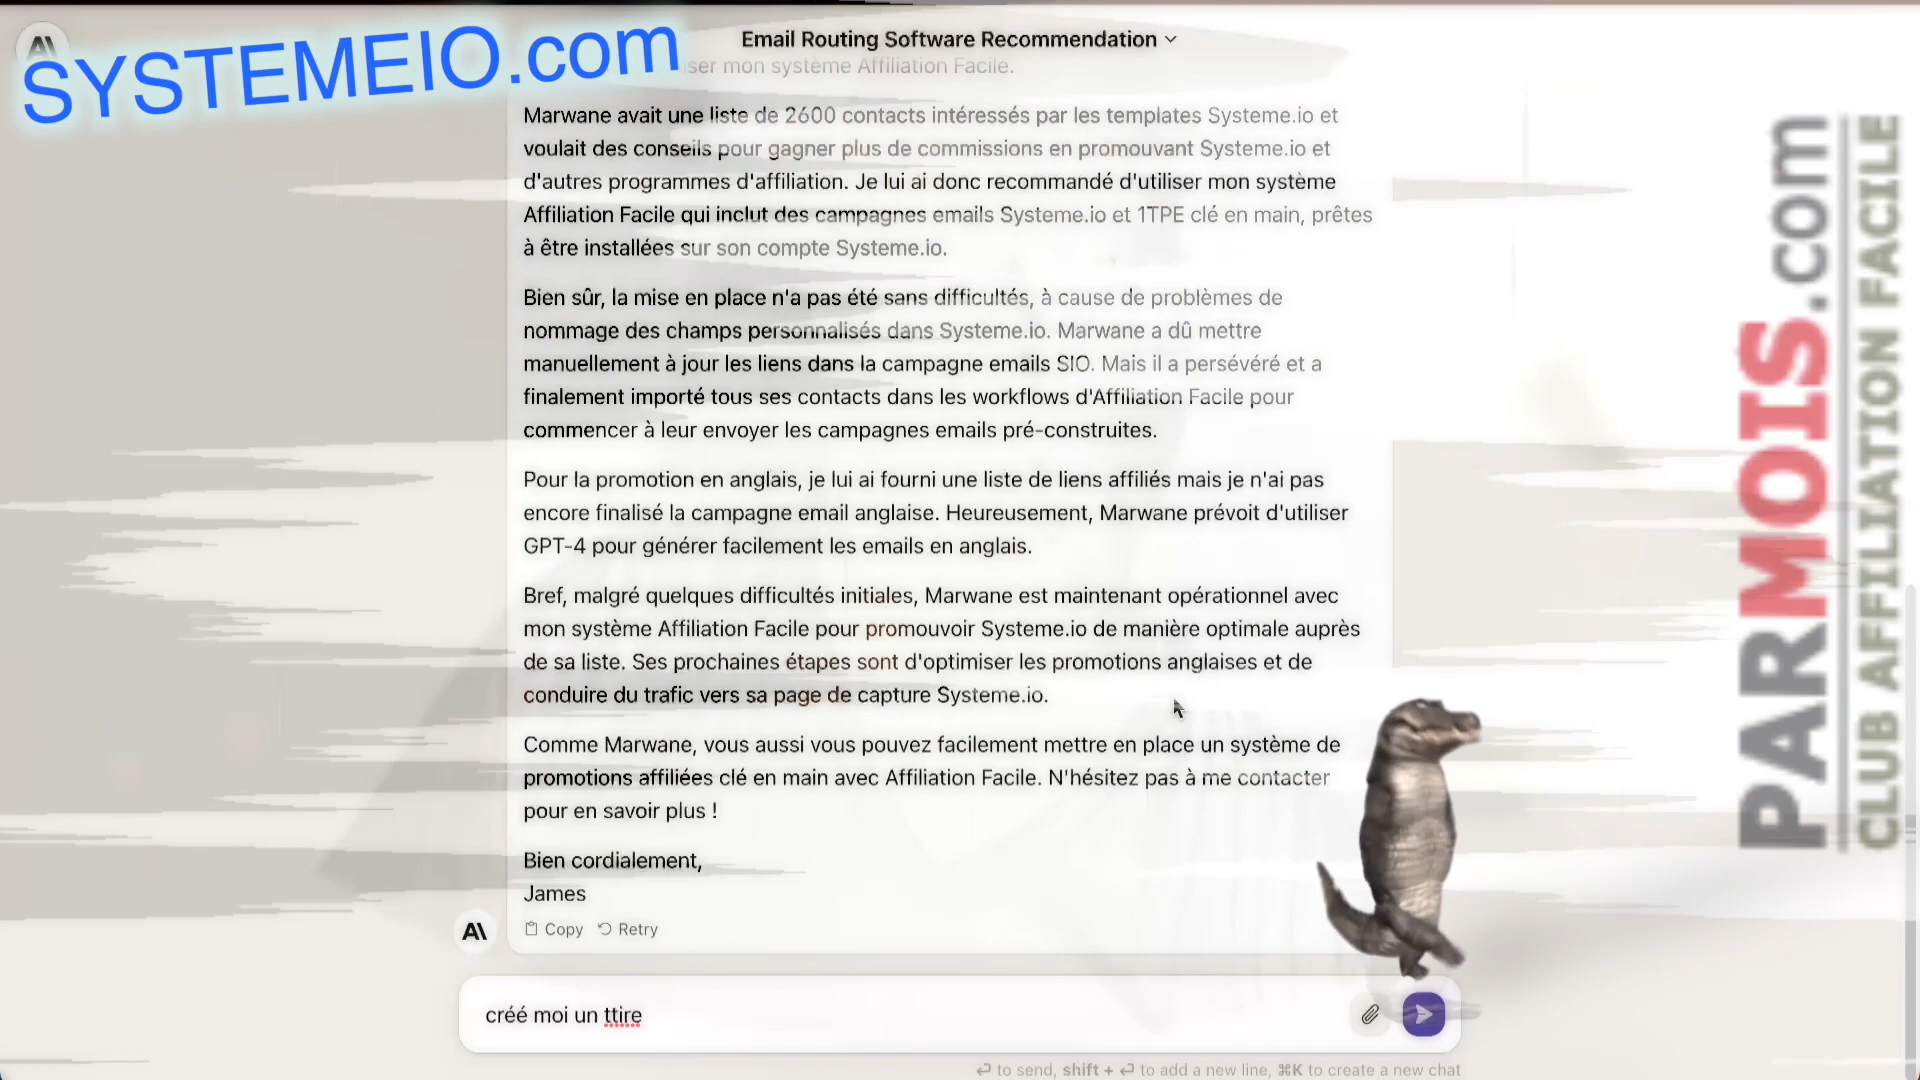 SYSTEMEIO.com
Email Routing Software Recommendation
ser mon système Affiliation Facile.
Marwane avait une liste de 2600 contacts intéressés par les templates Systeme.io et
voulait des conseils pour gagner plus de commissions en promouvant Systeme.io et
d'autres programmes d'affiliation. Je lui ai donc recommandé d'utiliser mon système
Affiliation Facile qui inclut des campagnes emails Systeme.io et 1TPE clé en main, prêtes
à être installées sur son compte Systeme.io.
Bien sûr, la mise en place n'a pas été sans difficultés, à cause de problèmes de
nommage des champs personnalisés dans Systeme.io. Marwane a dû mettre
manuellement à jour les liens dans la campagne emails SIO. Mais il a persévéré et a
finalement importé tous ses contacts dans les workflows d'Affiliation Facile pour
commencer à leur envoyer les campagnes emails pré-construites.
Pour la promotion en anglais, je lui ai fourni une liste de liens affiliés mais je n'ai pas
encore finalisé la campagne email anglaise. Heureusement, Marwane prévoit d'utiliser
GPT-4 pour générer facilement les emails en anglais.
Bref, malgré quelques difficultés initiales, Marwane est maintenant opérationnel avec
mon système Affiliation Facile pour promouvoir Systeme.io de manière optimale auprès
de sa liste. Ses prochaines étapes sont d'optimiser les promotions anglaises et de
conduire du trafic vers sa page de capture Systeme.io.
Comme Marwane, vous aussi vous pouvez facilement mettre en place un système de
promotions affiliées clé en main avec Affiliation Facile. N'hésitez pas à me contacter
pour en savoir plus !
Bien cordialement,
James
Copy Retry
créé moi un ttire
⏎ to send, shift + ⏎ to add a new line, ⌘K to create a new chat
PARMOIS.com
CLUB AFFILIATION FACILE